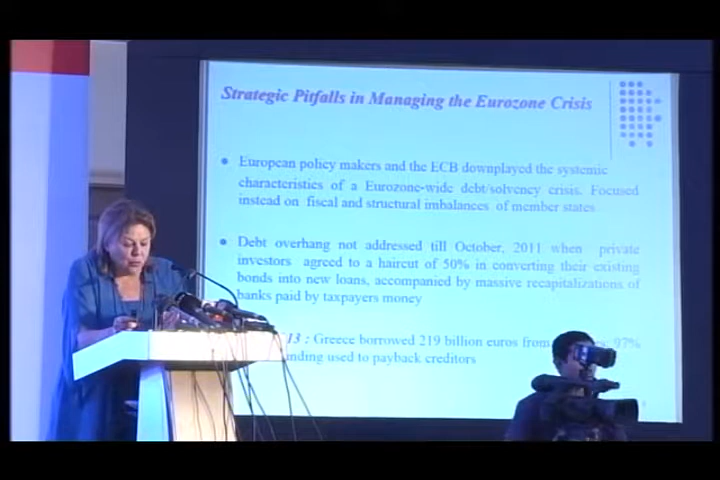 Strategic Pitfalls in Managing the Eurozone Crisis
• European policy makers and the ECB downplayed the systemic
characteristics of a Eurozone-wide debt/solvency crisis. Focused
instead on fiscal and structural imbalances of member states
• Debt overhang not addressed till October, 2011 when private
investors agreed to a haircut of 50% in converting their existing
bonds into new loans, accompanied by massive recapitalizations of
banks paid by taxpayers money
13 : Greece borrowed 219 billion euros from 97%
used to payback creditors